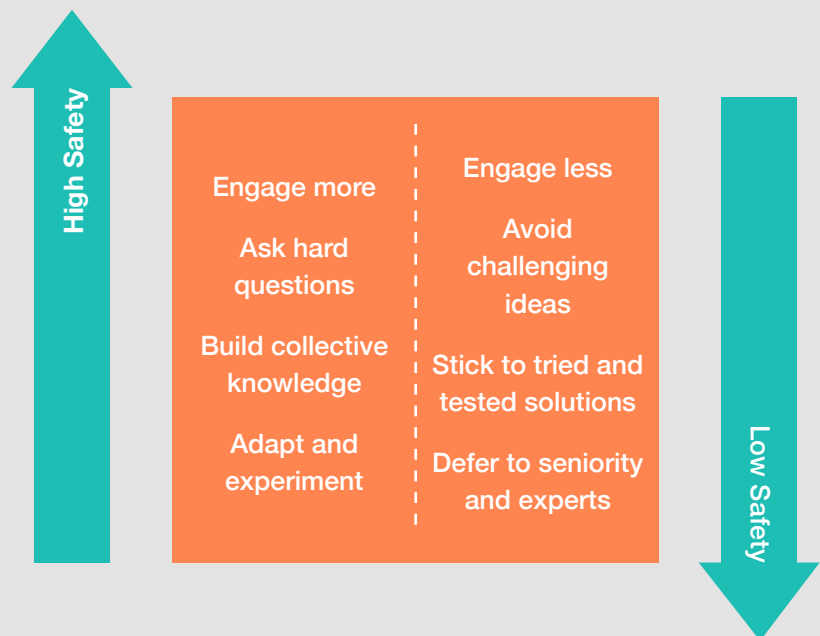 High Safety
Engage more
Ask hard
questions
Build collective
knowledge
Adapt and
experiment
Engage less
Avoid
challenging
ideas
Stick to tried and
tested solutions
Defer to seniority
and experts
Low Safety